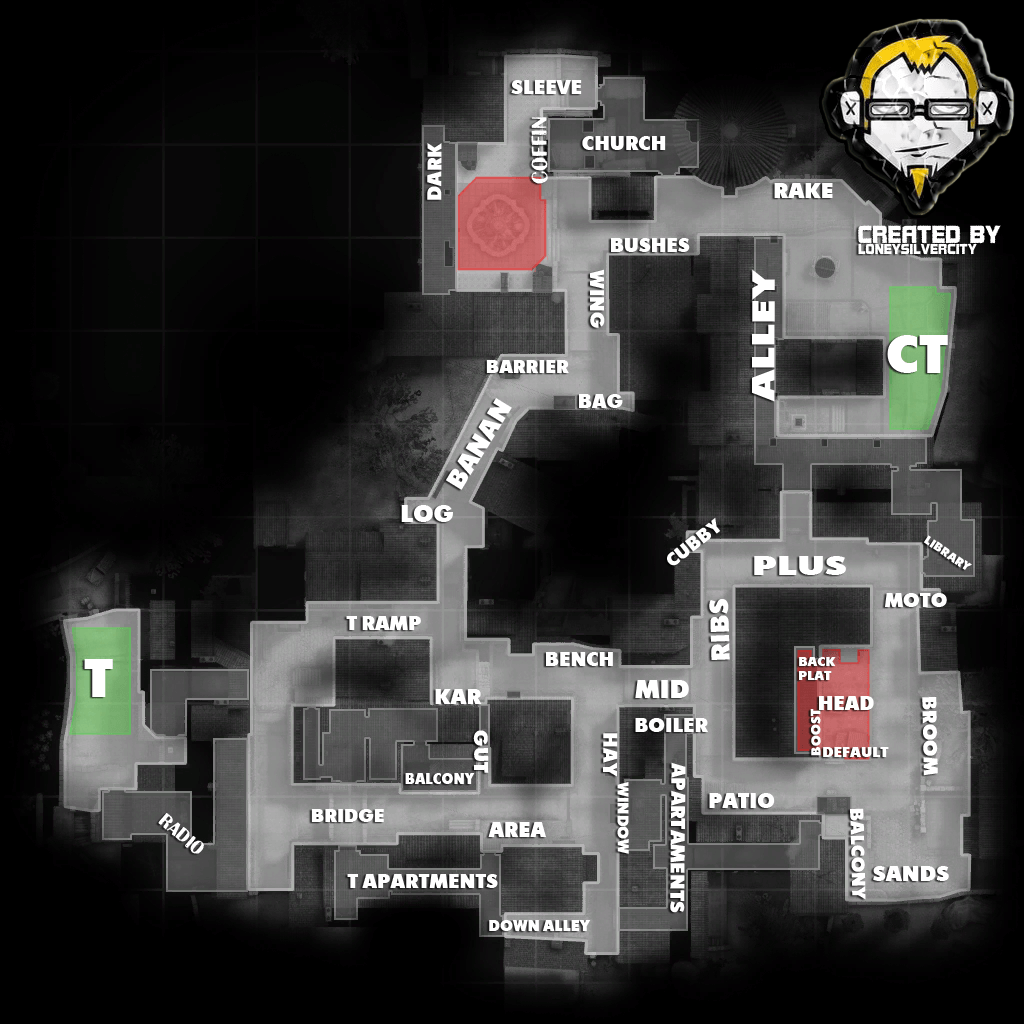 SLEEVE
COFFIN
CHURCH
DARK
RAKE
CREATED BY
LONEYSILVERCITY
BUSHES
WING
ALLEY
CT
BARRIER
BAG
BANAN
LOG
CUBBY
PLUS
LIBRARY
MOTO
T RAMP
RIBS
BENCH
T
BACK
PLAT
MID
KAR
HEAD
BOOST
BOILER
BROOM
GUT
HAY
DEFAULT
BALCONY
WINDOW
APARTAMENTS
PATIO
BRIDGE
RADIO
AREA
BALCONY
SANDS
T APARTMENTS
DOWN ALLEY